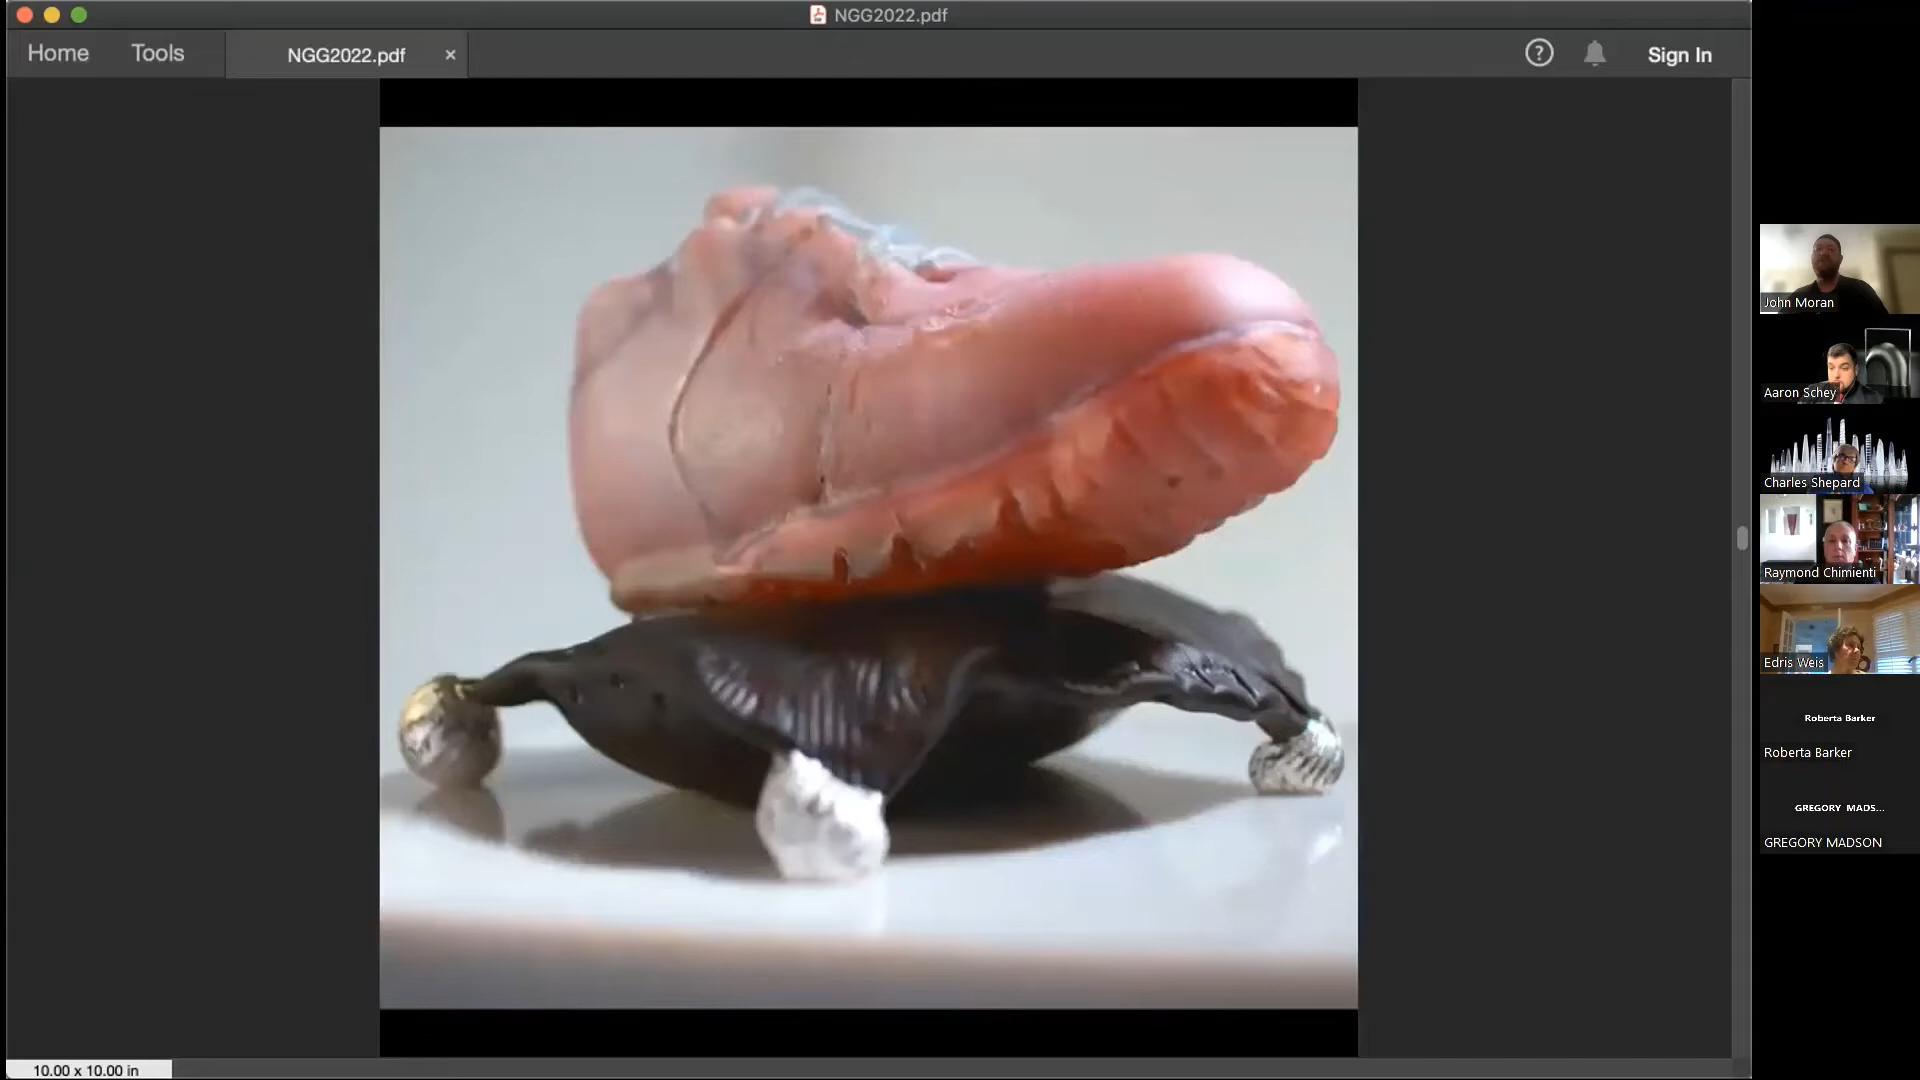 NGG2022.pdf
Home
Tools
NGG2022.pdf
Sign In
John Moran
Aaron Schey
Charles Shepard
Raymond Chimienti
Edris Weis
Roberta Barker
Roberta Barker
GREGORY MADS...
GREGORY MADSON
10.00 x 10.00 in